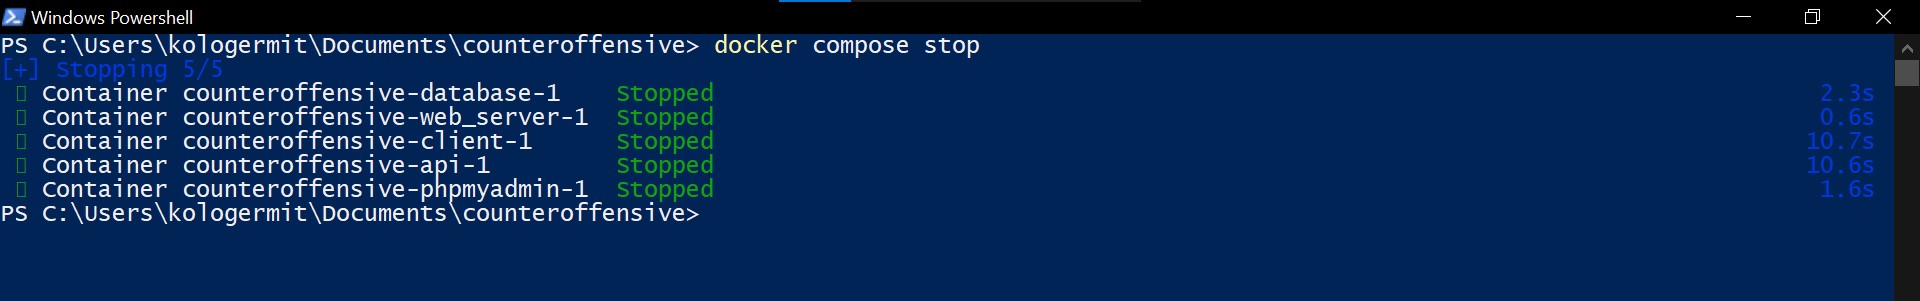 Windows Powershell
PS C:\Users\kologermit\Documents\counteroffensive> docker compose stop
[+] Stopping 5/5
Container counteroffensive-database-1 Stopped 2.3s
Container counteroffensive-web_server-1 Stopped 0.6s
Container counteroffensive-client-1 Stopped 10.7s
Container counteroffensive-api-1 Stopped 10.6s
Container counteroffensive-phpmyadmin-1 Stopped 1.6s
PS C:\Users\kologermit\Documents\counteroffensive>